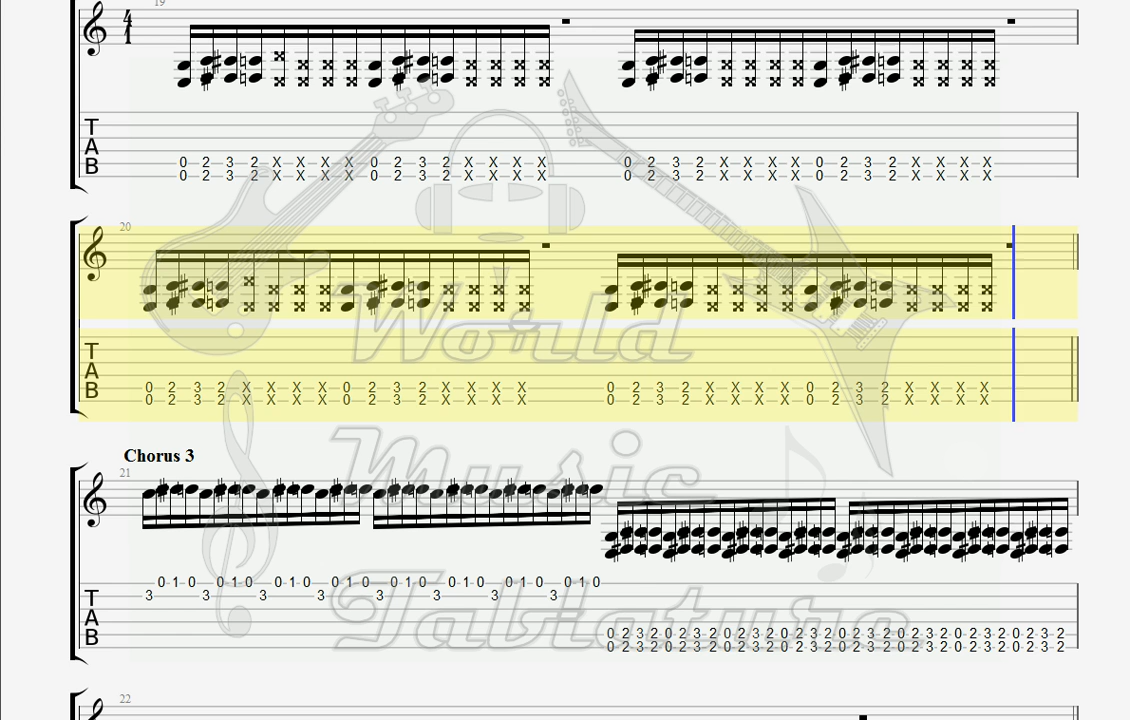 19
4
1
T
A
B
0 2 3 2 X X X X 0 2 3 2 X X X X 0 2 3 2 X X X X 0 2 3 2 X X X X
0 2 3 2 X X X X 0 2 3 2 X X X X 0 2 3 2 X X X X 0 2 3 2 X X X X
20
World
T
A
B
0 2 3 2 X X X X 0 2 3 2 X X X X 0 2 3 2 X X X X 0 2 3 2 X X X X
0 2 3 2 X X X X 0 2 3 2 X X X X 0 2 3 2 X X X X 0 2 3 2 X X X X
Chorus 3
21
Music
0 1 0 0 1 0 0 1 0 0 1 0 0 1 0 0 1 0 0 1 0 0 1 0
T
3 3 3 3 3 3 3 3
A
Tablature
B
0 2 3 2 0 2 3 2 0 2 3 2 0 2 3 2 0 2 3 2 0 2 3 2 0 2 3 2 0 2 3 2
0 2 3 2 0 2 3 2 0 2 3 2 0 2 3 2 0 2 3 2 0 2 3 2 0 2 3 2 0 2 3 2
22